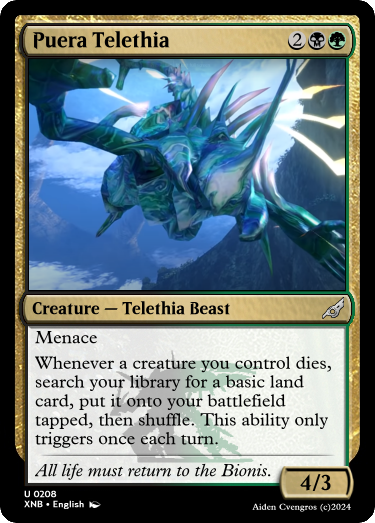 Puera Telethia 2
Creature — Telethia Beast
Menace
Whenever a creature you control dies,
search your library for a basic land
card, put it onto your battlefield
tapped, then shuffle. This ability only
triggers once each turn.
All life must return to the Bionis.
4/3
U 0208
XNB • English
Aiden Cvengros (c)2024